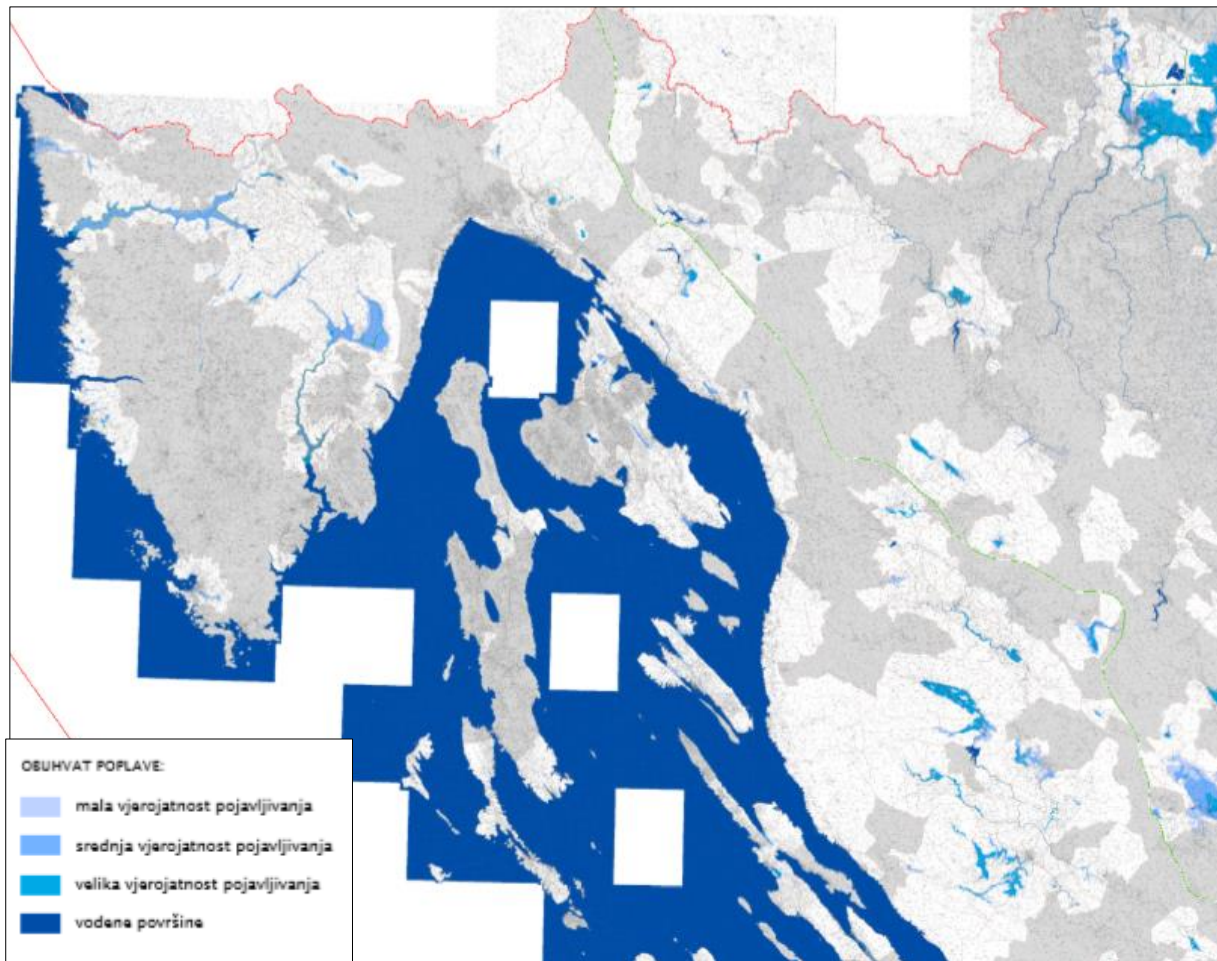 OBUHVAT POPLAVE:
mala vjerojatnost pojavljivanja
srednja vjerojatnost pojavljivanja
velika vjerojatnost pojavljivanja
vodene površine